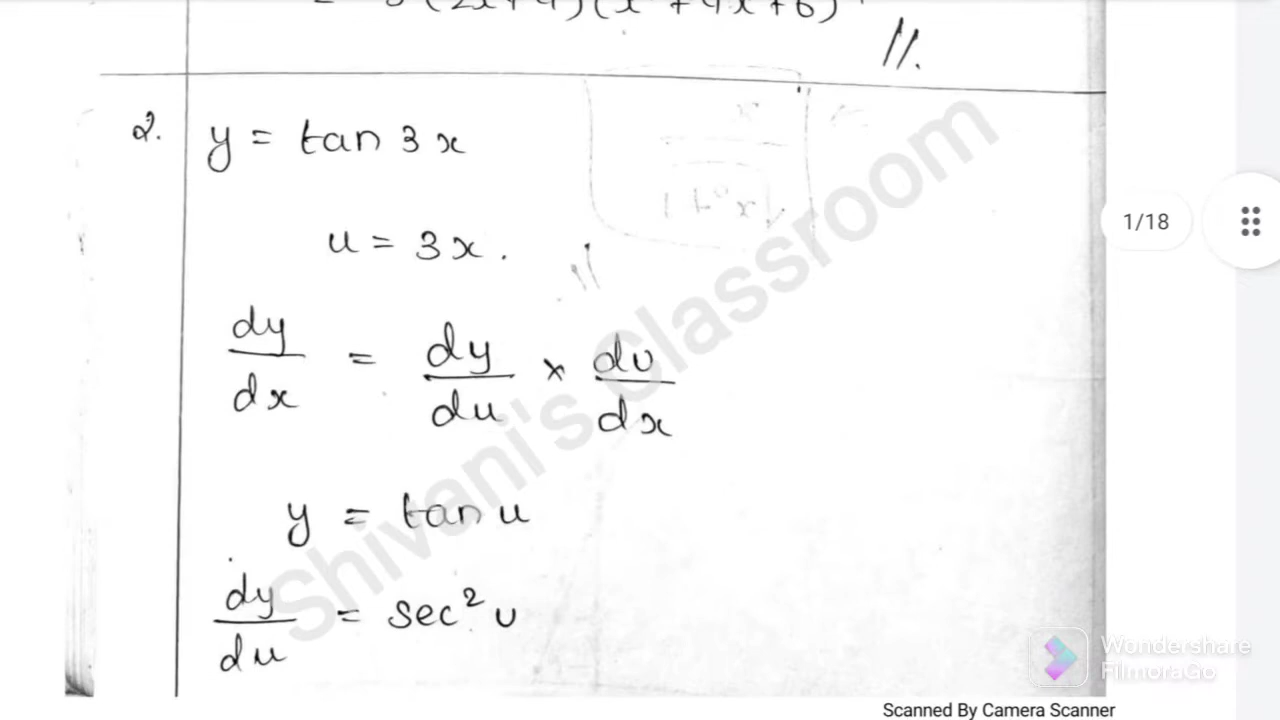 //.
2. y = tan 3x
u = 3x.
dy/dx = dy/du × du/dx
y = tan u
dy/du = sec² u
Shivani's Classroom
1/18
Wondershare
FilmoraGo
Scanned By Camera Scanner